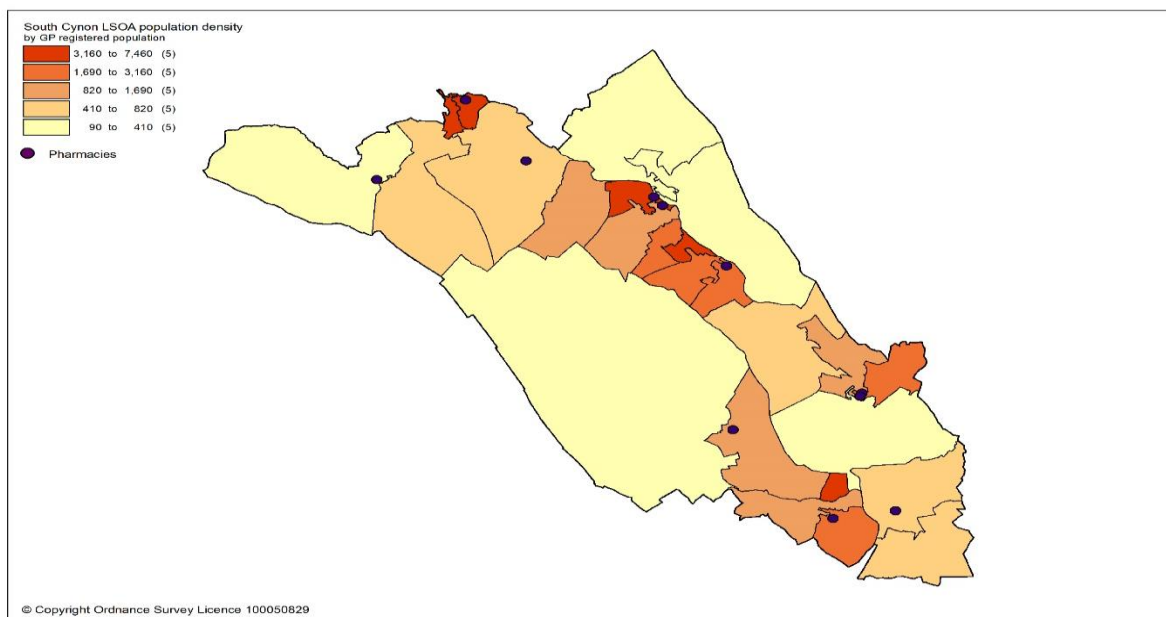 South Cynon LSOA population density
by GP registered population
3,160 to 7,460 (5)
1,690 to 3,160 (5)
820 to 1,690 (5)
410 to 820 (5)
90 to 410 (5)
Pharmacies
© Copyright Ordnance Survey Licence 100050829